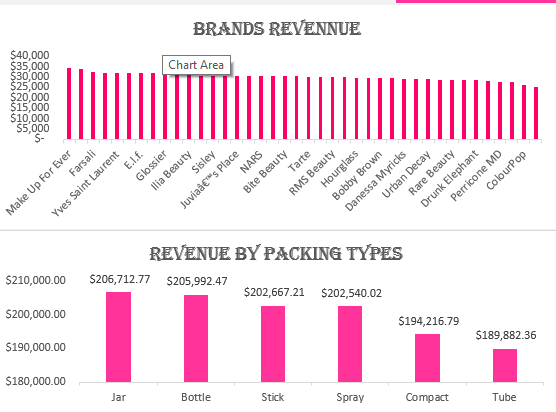 BRANDS REVENNUE
Chart Area
$40,000
$35,000
$30,000
$25,000
$20,000
$15,000
$10,000
$5,000
$-
Make Up For Ever
Farsali
Yves Saint Laurent
E.l.f.
Glossier
Ilia Beauty
Sisley
Juviaâ€™s Place
NARS
Bite Beauty
Tarte
RMS Beauty
Hourglass
Bobby Brown
Danessa Myricks
Urban Decay
Rare Beauty
Drunk Elephant
Perricone MD
ColourPop
REVENUE BY PACKING TYPES
$210,000.00
$200,000.00
$190,000.00
$180,000.00
$206,712.77
$205,992.47
$202,667.21
$202,540.02
$194,216.79
$189,882.36
Jar
Bottle
Stick
Spray
Compact
Tube